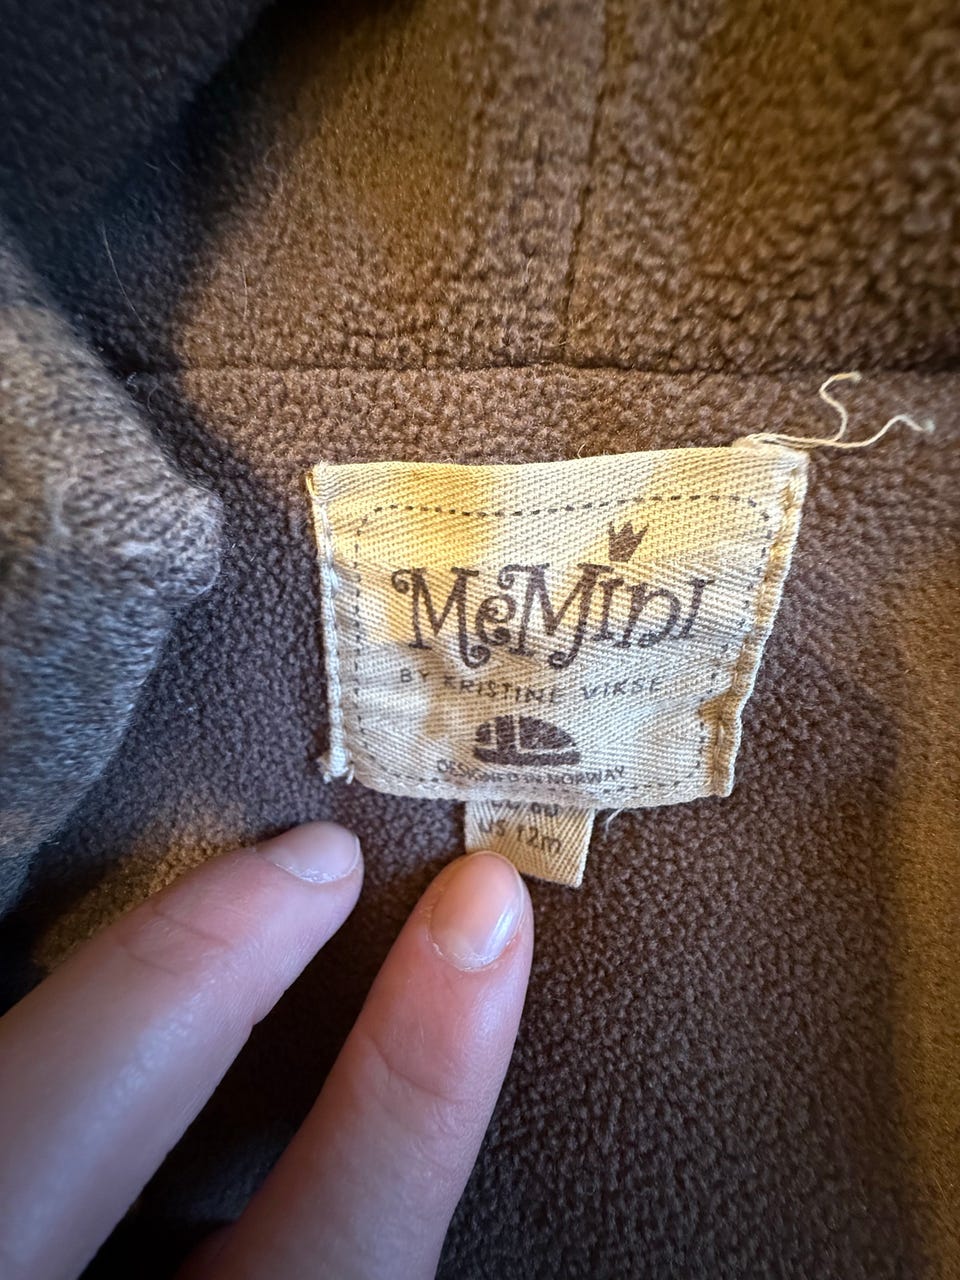 MeMini
BY KRISTINE VIKSE
DESIGNED IN NORWAY
US 12m